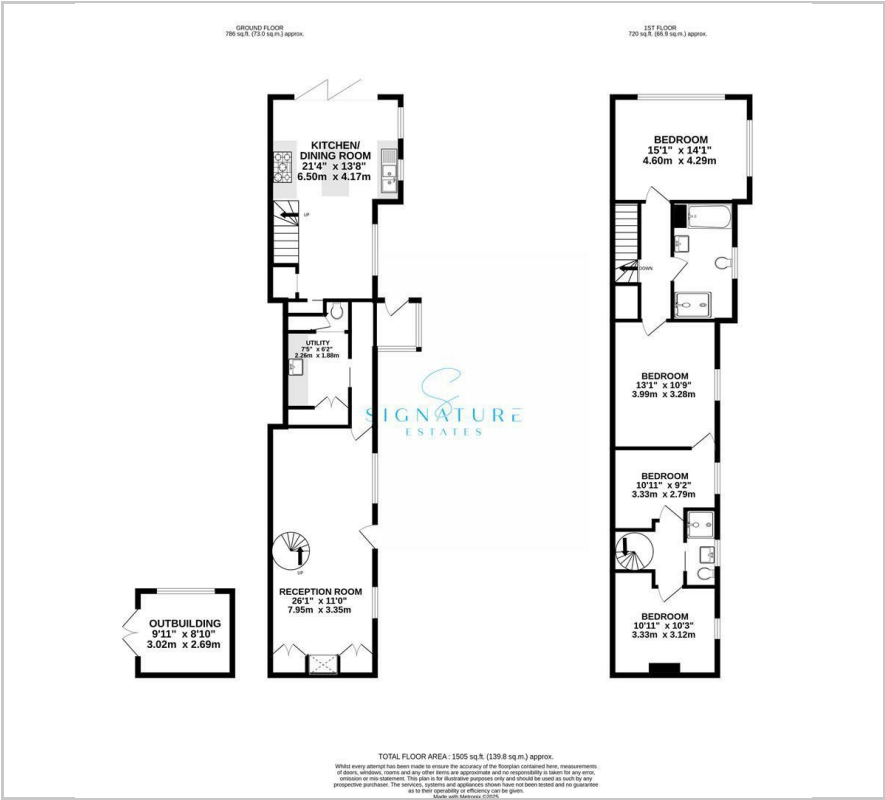 GROUND FLOOR
786 sq.ft. (73.0 sq.m.) approx.
1ST FLOOR
720 sq.ft. (66.9 sq.m.) approx.
KITCHEN/
DINING ROOM
21'4" x 13'8"
6.50m x 4.17m
UP
UTILITY
7'5" x 6'2"
2.26m x 1.88m
UP
RECEPTION ROOM
26'1" x 11'0"
7.95m x 3.35m
OUTBUILDING
9'11" x 8'10"
3.02m x 2.69m
SIGNATURE
ESTATES
BEDROOM
15'1" x 14'1"
4.60m x 4.29m
DOWN
BEDROOM
13'1" x 10'9"
3.99m x 3.28m
BEDROOM
10'11" x 9'2"
3.33m x 2.79m
BEDROOM
10'11" x 10'3"
3.33m x 3.12m
TOTAL FLOOR AREA : 1505 sq.ft. (139.8 sq.m.) approx.
Whilst every attempt has been made to ensure the accuracy of the floorplan contained here, measurements
of doors, windows, rooms and any other items are approximate and no responsibility is taken for any error,
omission or mis-statement. This plan is for illustrative purposes only and should be used as such by any
prospective purchaser. The services, systems and appliances shown have not been tested and no guarantee
as to their operability or efficiency can be given.
Made with Metropix ©2025